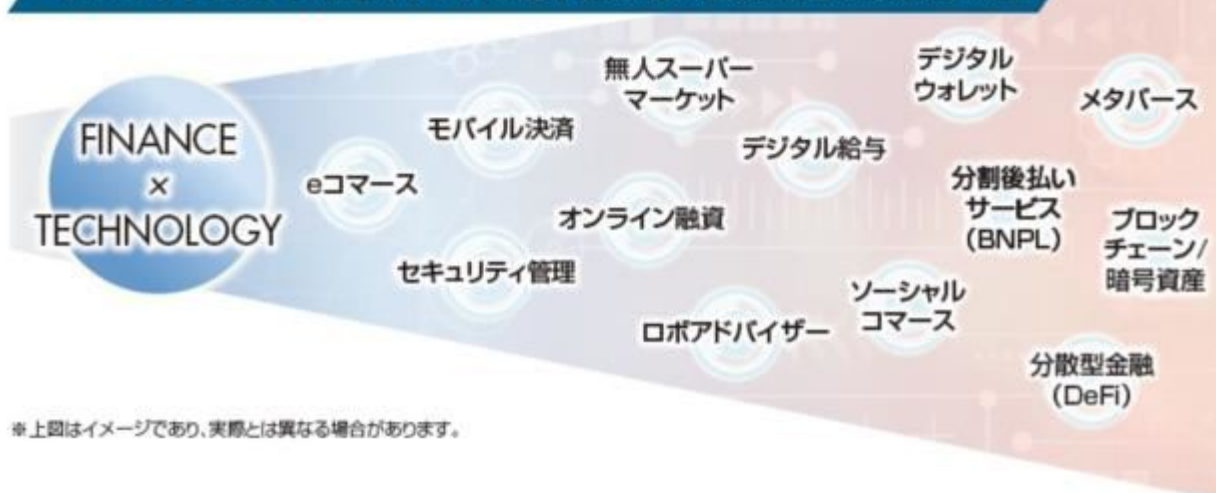 FINANCE
×
TECHNOLOGY
eコマース
モバイル決済
セキュリティ管理
無人スーパー
マーケット
オンライン融資
ロボアドバイザー
デジタル給与
デジタル
ウォレット
分割後払い
サービス
(BNPL)
ソーシャル
コマース
メタバース
ブロック
チェーン/
暗号資産
分散型金融
(DeFi)
※上図はイメージであり、実際とは異なる場合があります。